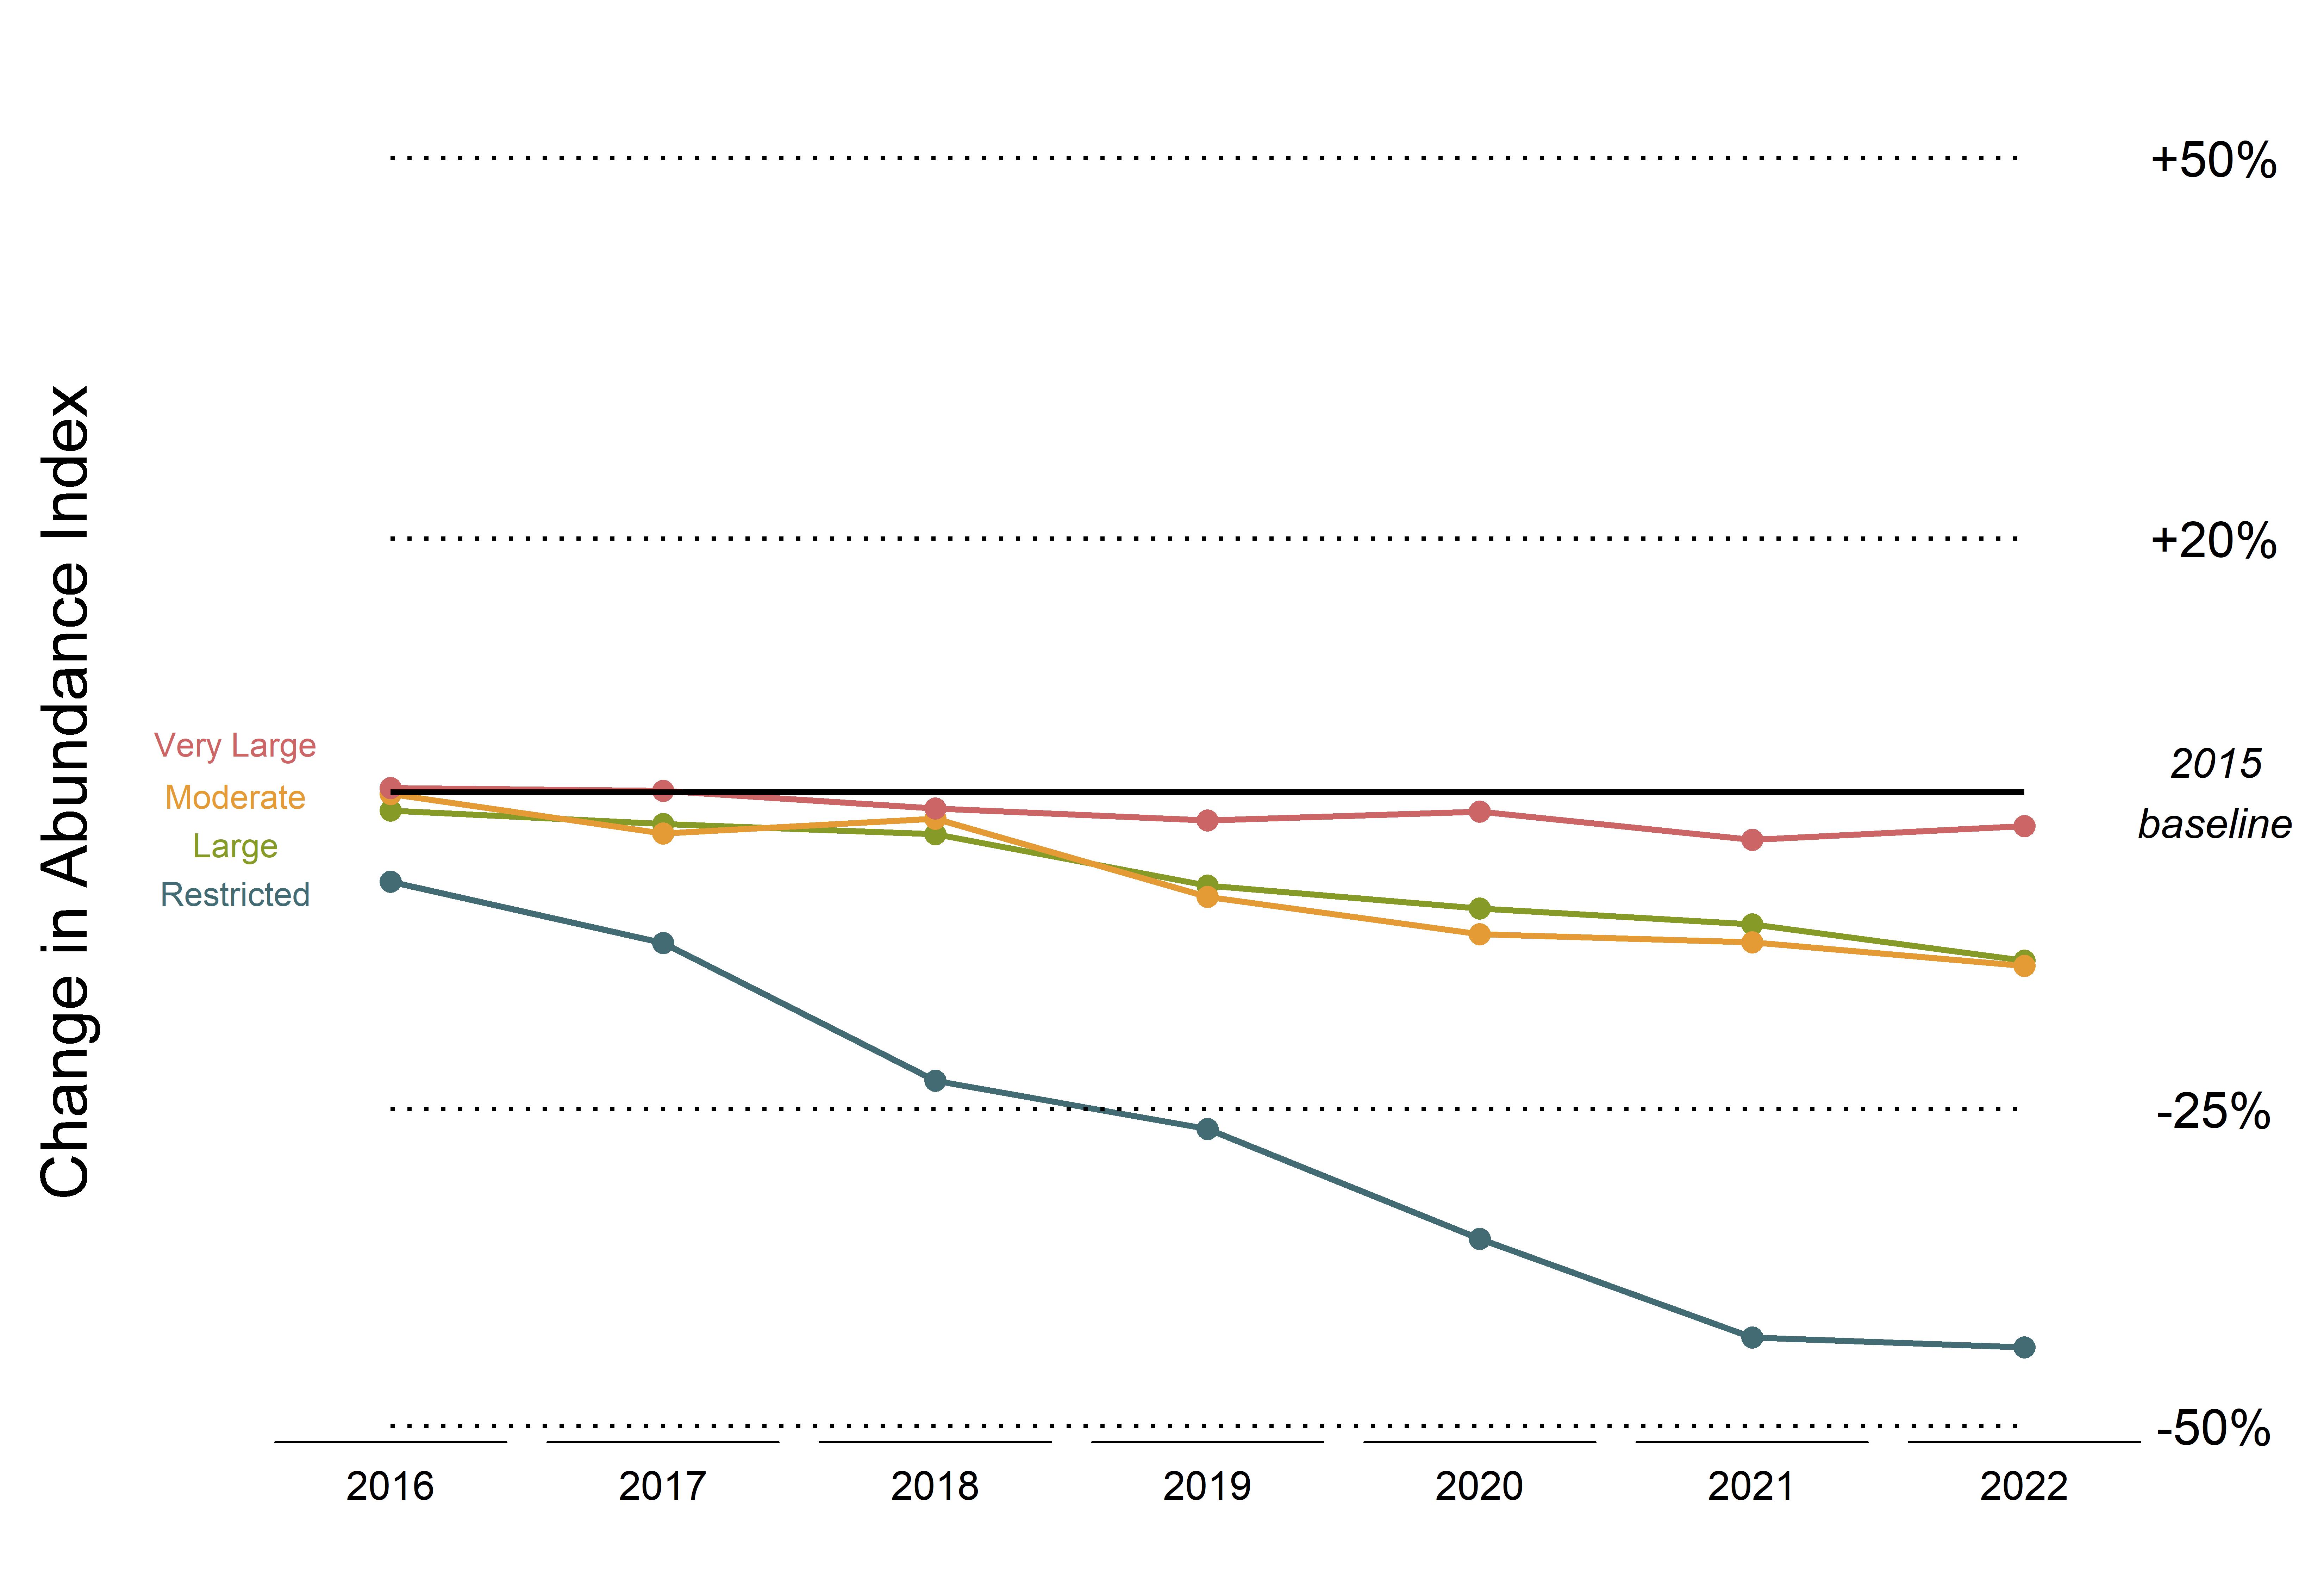 Change in Abundance Index
+50%
+20%
Very Large
Moderate
Large
Restricted
2015
baseline
-25%
-50%
2016 2017 2018 2019 2020 2021 2022